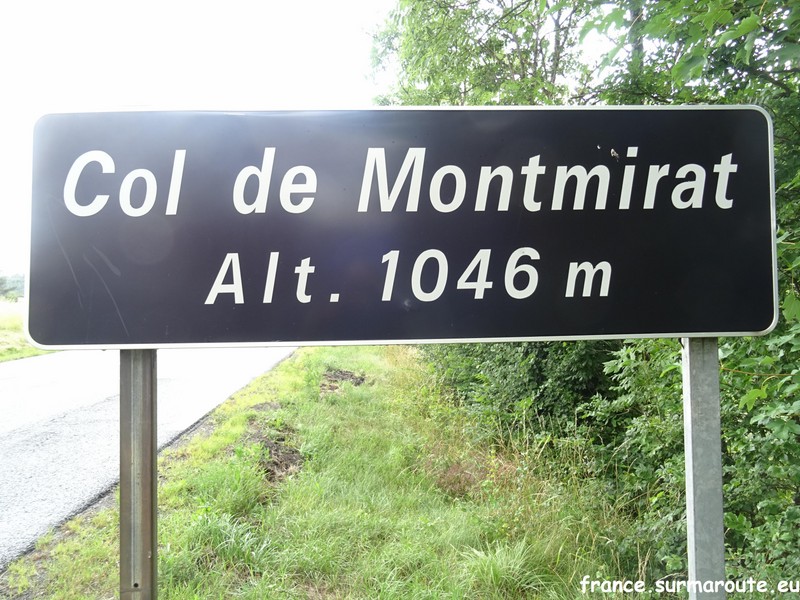 Col de Montmirat
Alt. 1046 m
france.surmaroute.eu